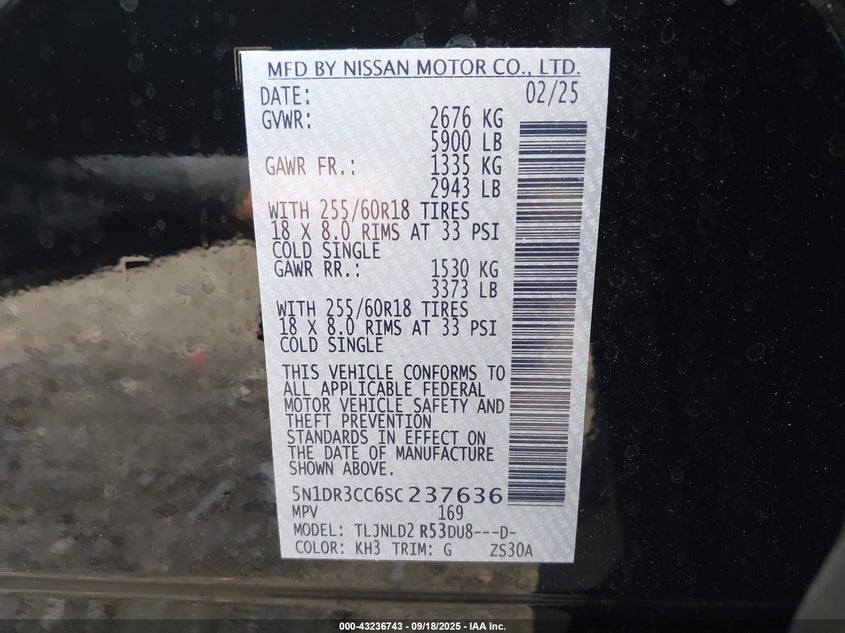 MFD BY NISSAN MOTOR CO., LTD.
DATE: 02/25
GVWR: 2676 KG
5900 LB
GAWR FR.: 1335 KG
2943 LB
WITH 255/60R18 TIRES
18 X 8.0 RIMS AT 33 PSI
COLD SINGLE
GAWR RR.: 1530 KG
3373 LB
WITH 255/60R18 TIRES
18 X 8.0 RIMS AT 33 PSI
COLD SINGLE
THIS VEHICLE CONFORMS TO
ALL APPLICABLE FEDERAL
MOTOR VEHICLE SAFETY AND
THEFT PREVENTION
STANDARDS IN EFFECT ON
THE DATE OF MANUFACTURE
SHOWN ABOVE.
5N1DR3CC6SC237636
MPV 169
MODEL: TLJNLD2 R53DU8---D-
COLOR: KH3 TRIM: G ZS30A
000-43236743 - 09/18/2025 - IAA Inc.